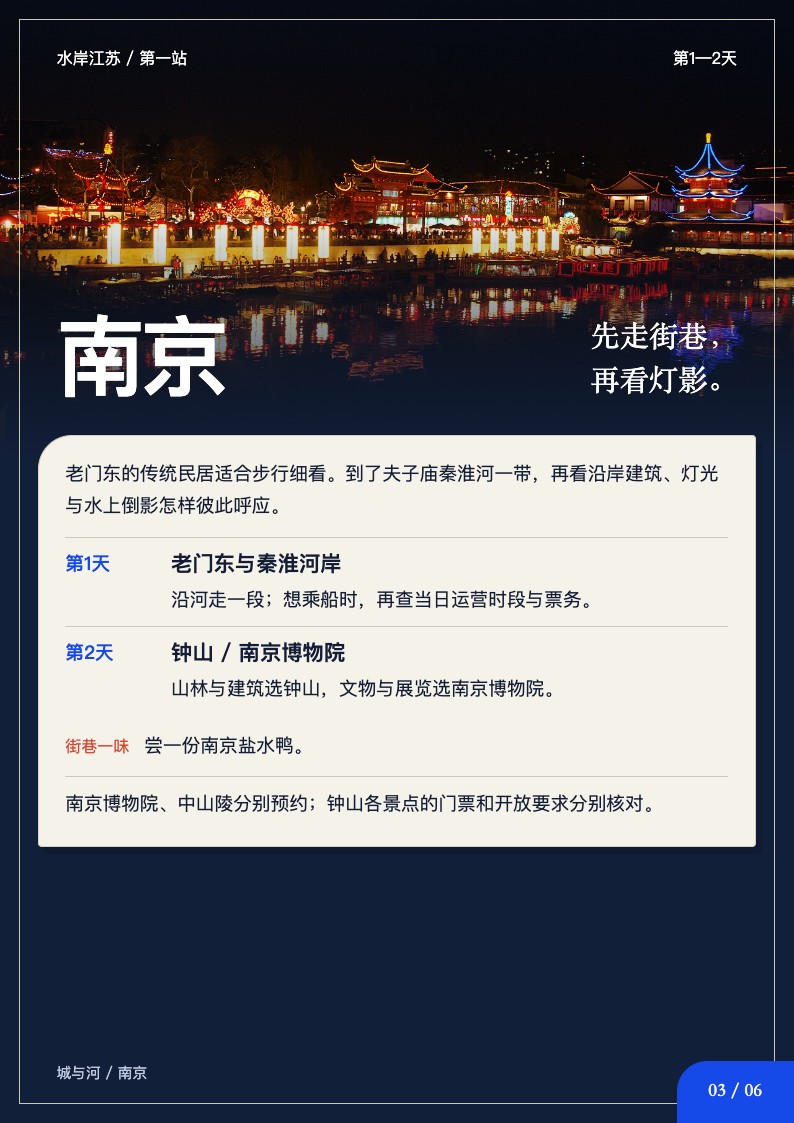 水岸江苏 / 第一站
第1—2天
南京
先走街巷，
再看灯影。
老门东的传统民居适合步行细看。到了夫子庙秦淮河一带，再看沿岸建筑、灯光
与水上倒影怎样彼此呼应。
第1天
老门东与秦淮河岸
沿河走一段；想乘船时，再查当日运营时段与票务。
第2天
钟山 / 南京博物院
山林与建筑选钟山，文物与展览选南京博物院。
街巷一味 尝一份南京盐水鸭。
南京博物院、中山陵分别预约；钟山各景点的门票和开放要求分别核对。
城与河 / 南京
03 / 06